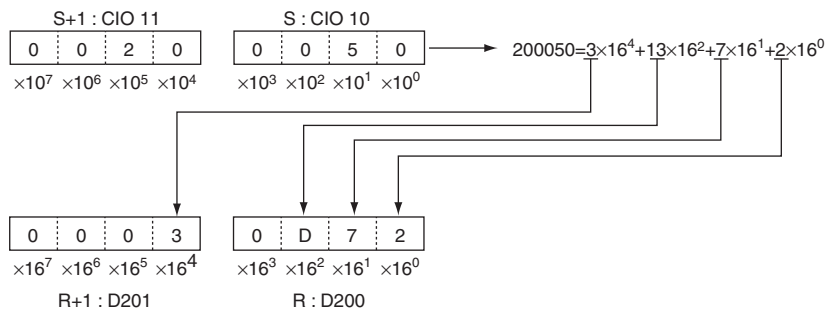 S+1 : CIO 11
S : CIO 10
0 0 2 0
0 0 5 0
200050=3×16⁴+13×16²+7×16¹+2×16⁰
×10⁷ ×10⁶ ×10⁵ ×10⁴
×10³ ×10² ×10¹ ×10⁰
0 0 0 3
0 D 7 2
×16⁷ ×16⁶ ×16⁵ ×16⁴
×16³ ×16² ×16¹ ×16⁰
R+1 : D201
R : D200